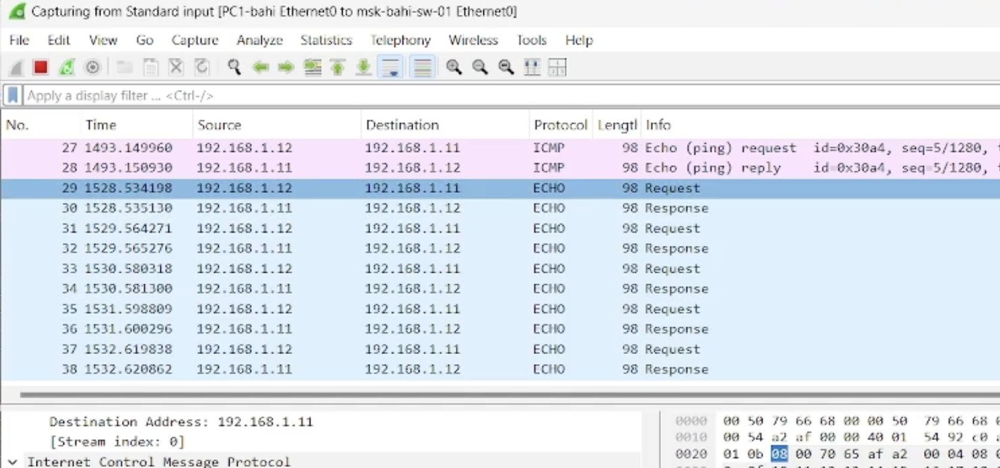 Capturing from Standard input [PC1-bahi Ethernet0 to msk-bahi-sw-01 Ethernet0]
File Edit View Go Capture Analyze Statistics Telephony Wireless Tools Help
Apply a display filter ... <Ctrl-/>
No. Time Source Destination Protocol Lengtl Info
27 1493.149960 192.168.1.12 192.168.1.11 ICMP 98 Echo (ping) request id=0x30a4, seq=5/1280,
28 1493.150930 192.168.1.11 192.168.1.12 ICMP 98 Echo (ping) reply id=0x30a4, seq=5/1280,
29 1528.534198 192.168.1.12 192.168.1.11 ECHO 98 Request
30 1528.535130 192.168.1.11 192.168.1.12 ECHO 98 Response
31 1529.564271 192.168.1.12 192.168.1.11 ECHO 98 Request
32 1529.565276 192.168.1.11 192.168.1.12 ECHO 98 Response
33 1530.580318 192.168.1.12 192.168.1.11 ECHO 98 Request
34 1530.581300 192.168.1.11 192.168.1.12 ECHO 98 Response
35 1531.598809 192.168.1.12 192.168.1.11 ECHO 98 Request
36 1531.600296 192.168.1.11 192.168.1.12 ECHO 98 Response
37 1532.619838 192.168.1.12 192.168.1.11 ECHO 98 Request
38 1532.620862 192.168.1.11 192.168.1.12 ECHO 98 Response
Destination Address: 192.168.1.11
[Stream index: 0]
Internet Control Message Protocol
0000 00 50 79 66 68 00 00 50 79 66 68
0010 00 54 a2 af 00 00 40 01 54 92 c0
0020 01 0b 08 00 70 65 af a2 00 04 08